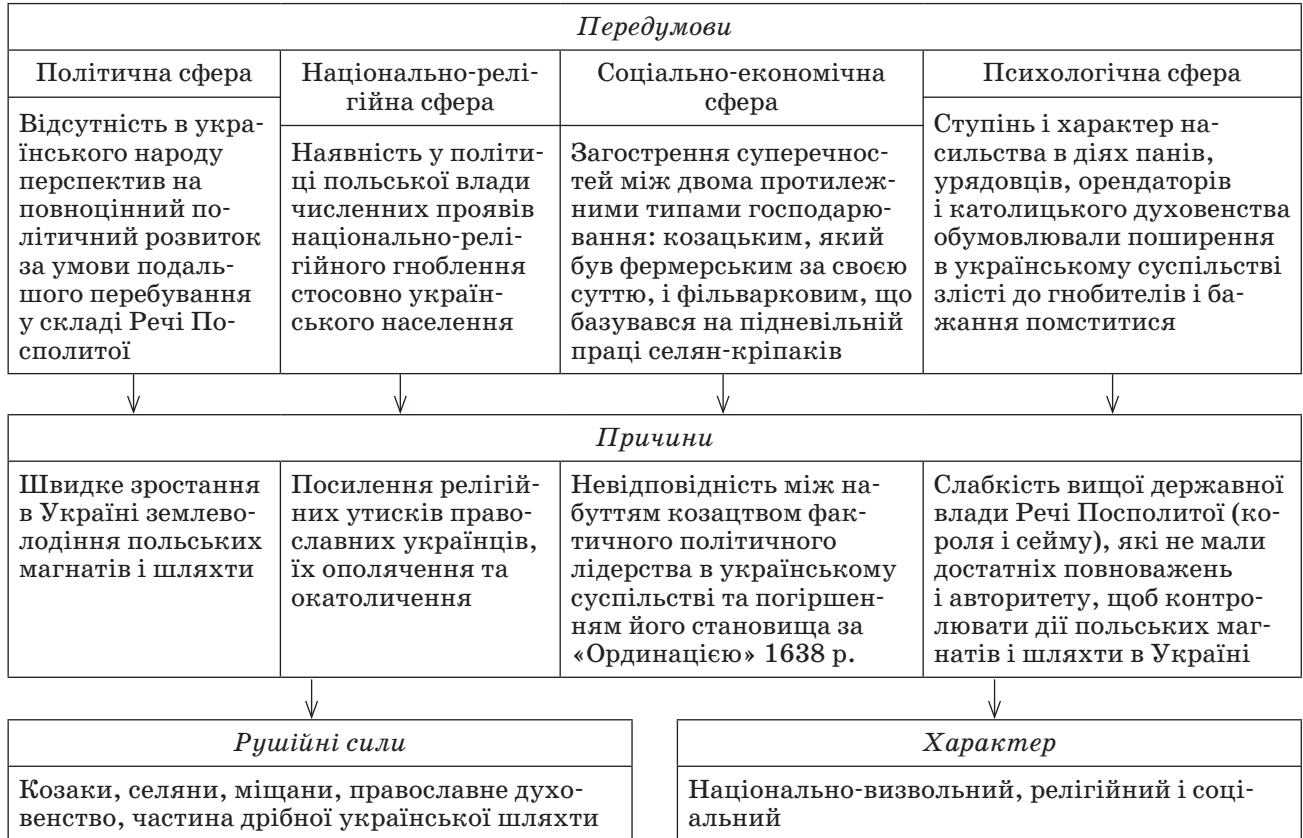 Передумови
Політична сфера
Відсутність в укра-
їнського народу
перспектив на
повноцінний по-
літичний розвиток
за умови подаль-
шого перебування
у складі Речі По-
сполитої
Національно-релі-
гійна сфера
Наявність у політи-
ці польської влади
численних проявів
національно-релі-
гійного гноблення
стосовно україн-
ського населення
Соціально-економічна
сфера
Загострення суперечнос-
тей між двома протилеж-
ними типами господарю-
вання: козацьким, який
був фермерським за своєю
суттю, і фільварковим, що
базувався на підневільній
праці селян-кріпаків
Психологічна сфера
Ступінь і характер на-
сильства в діях панів,
урядовців, орендаторів
і католицького духовенства
обумовлювали поширення
в українському суспільстві
злісті до гнобителів і ба-
жання помститися
Причини
Швидке зростання
в Україні землево-
лодіння польських
магнатів і шляхти
Посилення релігій-
них утисків право-
славних українців,
їх ополячення та
окатоличення
Невідповідність між на-
буттям козацтвом фак-
тичного політичного
лідерства в українському
суспільстві та погіршен-
ням його становища за
«Ординацією» 1638 р.
Слабкість вищої державної
влади Речі Посполитої (ко-
роля і сейму), які не мали
достатніх повноважень
і авторитету, щоб контро-
лювати дії польських маг-
натів і шляхти в Україні
Рушійні сили
Козаки, селяни, міщани, православне духо-
венство, частина дрібної української шляхти
Характер
Національно-визвольний, релігійний і соці-
альний